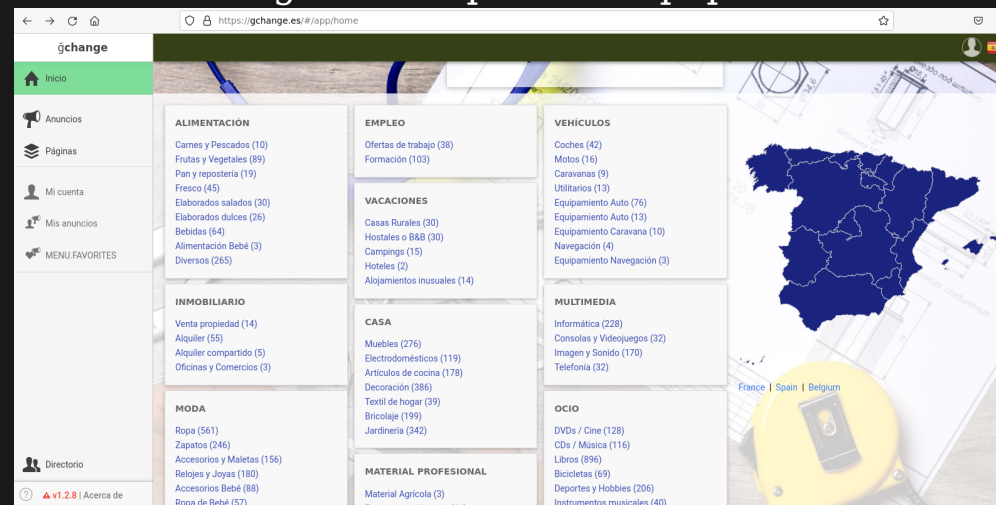 https://gchange.es/#/app/home
ğchange
Inicio
Anuncios
Páginas
Mi cuenta
Mis anuncios
MENU.FAVORITES
Directorio
v1.2.8 | Acerca de
ALIMENTACIÓN
Carnes y Pescados (10)
Frutas y Vegetales (89)
Pan y repostería (19)
Fresco (45)
Elaborados salados (30)
Elaborados dulces (26)
Bebidas (64)
Alimentación Bebé (3)
Diversos (265)
INMOBILIARIO
Venta propiedad (14)
Alquiler (55)
Alquiler compartido (5)
Oficinas y Comercios (3)
MODA
Ropa (561)
Zapatos (246)
Accesorios y Maletas (156)
Relojes y Joyas (180)
Accesorios Bebé (88)
Ropa de Bebé (57)
EMPLEO
Ofertas de trabajo (38)
Formación (103)
VACACIONES
Casas Rurales (30)
Hostales o B&B (30)
Campings (15)
Hoteles (2)
Alojamientos inusuales (14)
CASA
Muebles (276)
Electrodomésticos (119)
Artículos de cocina (178)
Decoración (386)
Textil de hogar (39)
Bricolaje (199)
Jardinería (342)
MATERIAL PROFESIONAL
Material Agrícola (3)
VEHÍCULOS
Coches (42)
Motos (16)
Caravanas (9)
Utilitarios (13)
Equipamiento Auto (76)
Equipamiento Auto (13)
Equipamiento Caravana (10)
Navegación (4)
Equipamiento Navegación (3)
MULTIMEDIA
Informática (228)
Consolas y Videojuegos (32)
Imagen y Sonido (170)
Telefonía (32)
OCIO
DVDs / Cine (128)
CDs / Música (116)
Libros (896)
Bicicletas (69)
Deportes y Hobbies (206)
Instrumentos musicales (40)
France | Spain | Belgium